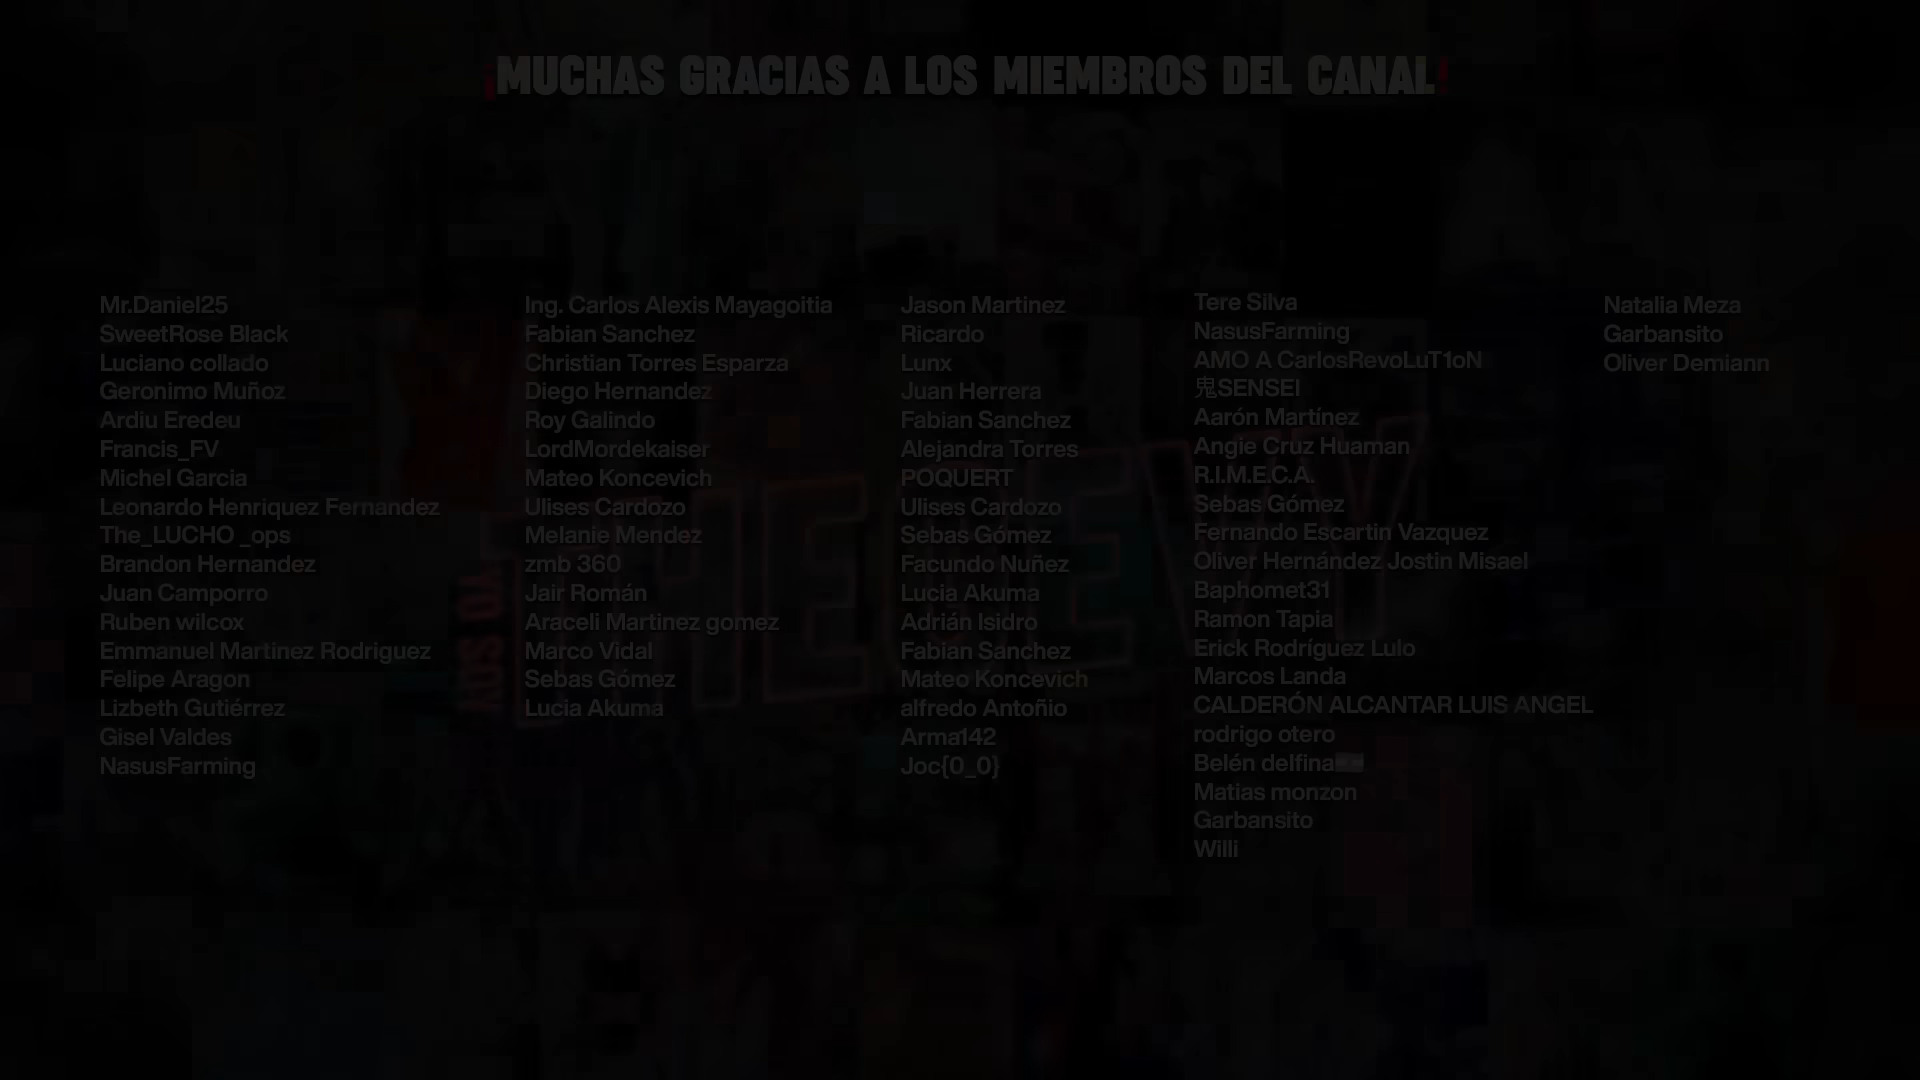 ¡MUCHAS GRACIAS A LOS MIEMBROS DEL CANAL!
Mr.Daniel25
SweetRose Black
Luciano collado
Geronimo Muñoz
Ardiu Eredeu
Francis_FV
Michel Garcia
Leonardo Henriquez Fernandez
The_LUCHO _ops
Brandon Hernandez
Juan Camporro
Ruben wilcox
Emmanuel Martinez Rodriguez
Felipe Aragon
Lizbeth Gutiérrez
Gisel Valdes
NasusFarming
Ing. Carlos Alexis Mayagoitia
Fabian Sanchez
Christian Torres Esparza
Diego Hernandez
Roy Galindo
LordMordekaiser
Mateo Koncevich
Ulises Cardozo
Melanie Mendez
zmb 360
Jair Román
Araceli Martinez gomez
Marco Vidal
Sebas Gómez
Lucia Akuma
Jason Martinez
Ricardo
Lunx
Juan Herrera
Fabian Sanchez
Alejandra Torres
POQUERT
Ulises Cardozo
Sebas Gómez
Facundo Nuñez
Lucia Akuma
Adrián Isidro
Fabian Sanchez
Mateo Koncevich
alfredo Antoñio
Arma142
Joc{0_0}
Tere Silva
NasusFarming
AMO A CarlosRevoLuT1oN
鬼SENSEI
Aarón Martínez
Angie Cruz Huaman
R.I.M.E.C.A.
Sebas Gómez
Fernando Escartin Vazquez
Oliver Hernández Jostin Misael
Baphomet31
Ramon Tapia
Erick Rodríguez Lulo
Marcos Landa
CALDERÓN ALCANTAR LUIS ANGEL
rodrigo otero
Belén delfina
Matias monzon
Garbansito
Willi
Natalia Meza
Garbansito
Oliver Demiann
YO SOY
THEDEVY